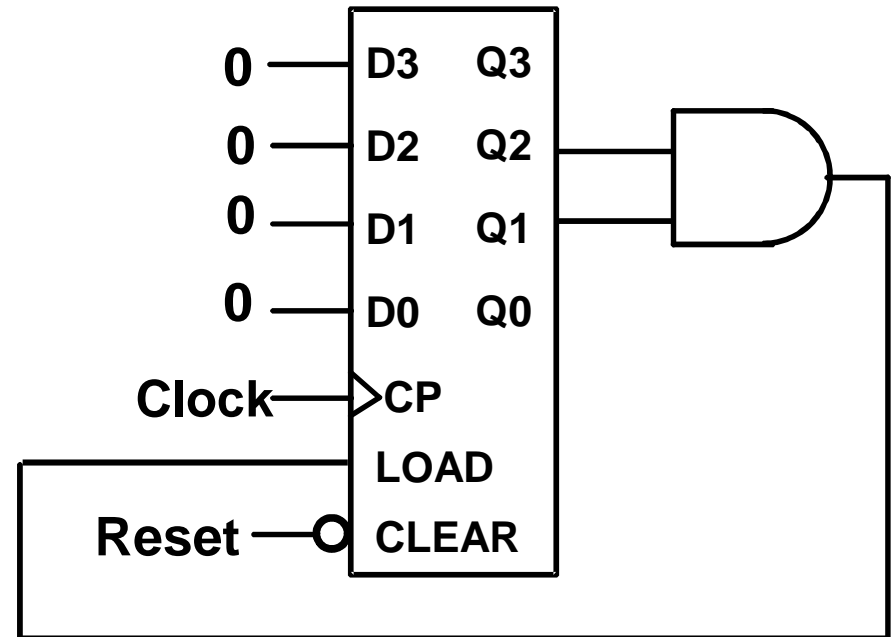 0 D3 Q3
0 D2 Q2
0 D1 Q1
0 D0 Q0
Clock CP
LOAD
Reset CLEAR